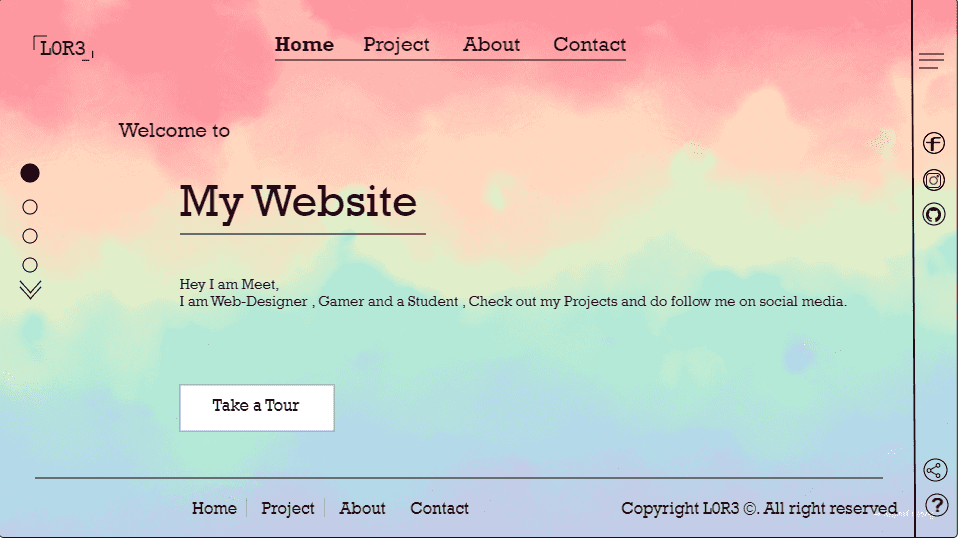 L0R3
Home Project About Contact
Welcome to
My Website
Hey I am Meet,
I am Web-Designer , Gamer and a Student , Check out my Projects and do follow me on social media.
Take a Tour
Home Project About Contact
Copyright L0R3 ©. All right reserved
?